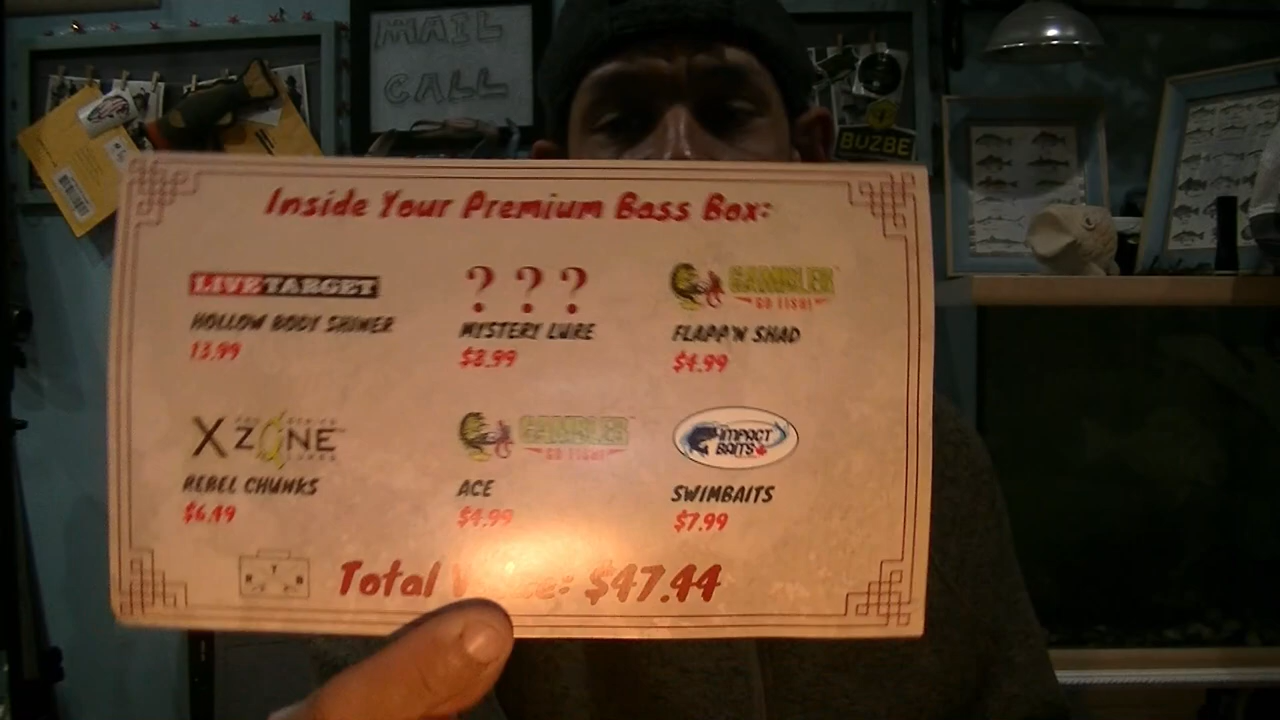 MAIL
CALL
BUZBE
Inside Your Premium Bass Box:
LIVETARGET
HOLLOW BODY SHINER
13.99
? ? ?
MYSTERY LURE
$8.99
GAMBLER
GO FISH!
FLAPP'N SHAD
$4.99
X ZONE
REBEL CHUNKS
$6.49
GAMBLER
GO FISH!
ACE
$4.99
IMPACT
BAITS
SWIMBAITS
$7.99
Total $47.44